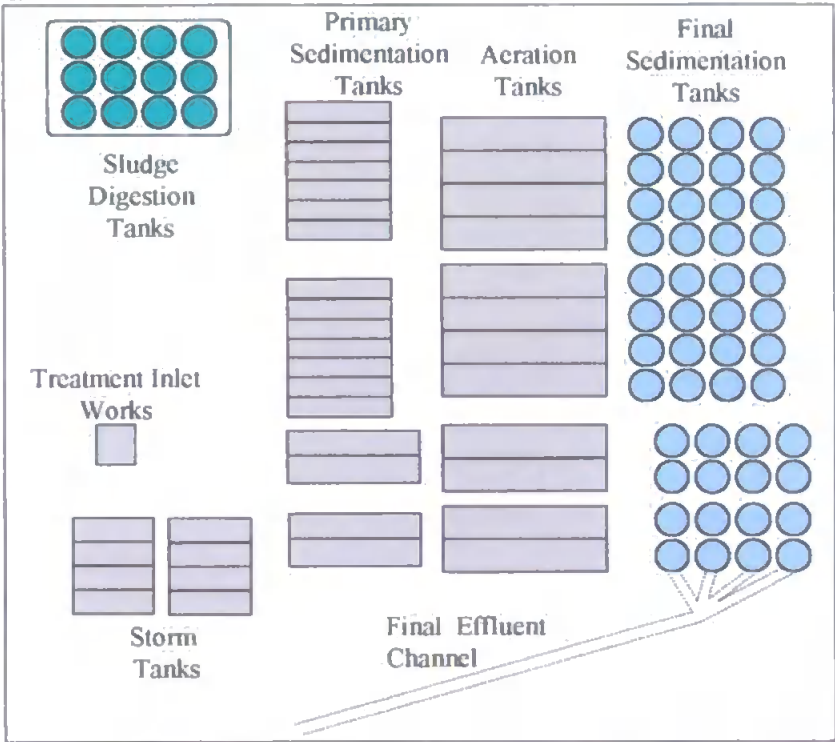 Primary
Sedimentation
Tanks
Aeration
Tanks
Final
Sedimentation
Tanks
Sludge
Digestion
Tanks
Treatment Inlet
Works
Storm
Tanks
Final Effluent
Channel